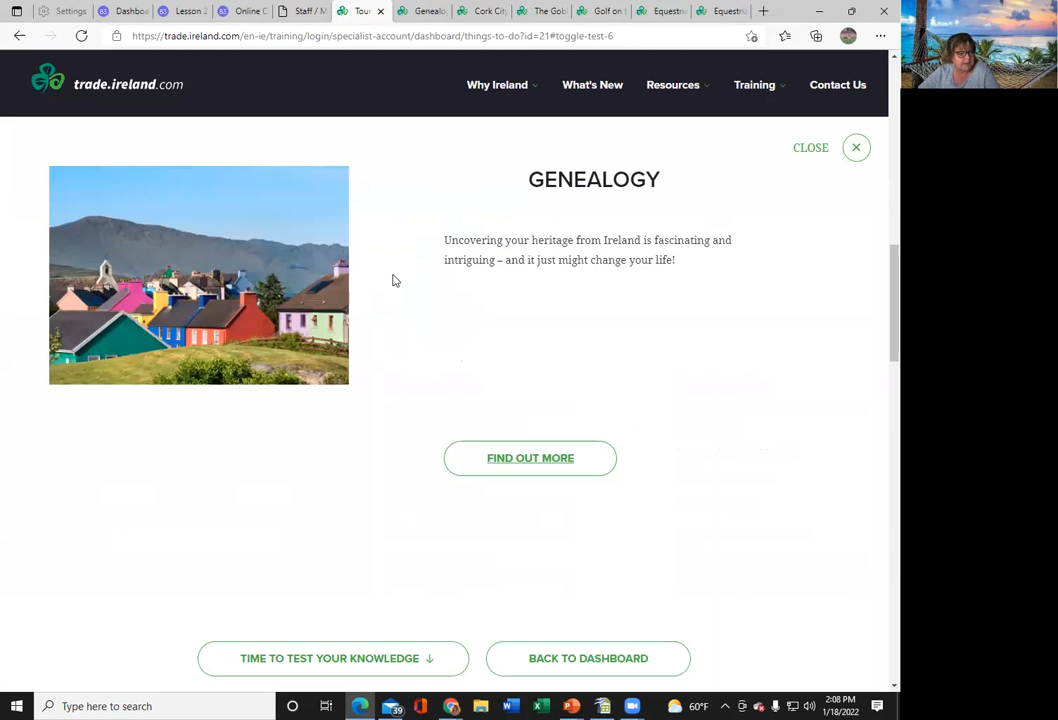 Settings
Dashbo
Lesson 2
Online C
Staff / M
Tour
Genealo
Cork City
The Gob
Golf on t
Equestri
Equestri
https://trade.ireland.com/en-ie/training/login/specialist-account/dashboard/things-to-do?id=21#toggle-test-6
trade.ireland.com
Why Ireland
What's New
Resources
Training
Contact Us
CLOSE
GENEALOGY
Uncovering your heritage from Ireland is fascinating and
intriguing – and it just might change your life!
FIND OUT MORE
TIME TO TEST YOUR KNOWLEDGE ↓
BACK TO DASHBOARD
Type here to search
39
60°F
2:08 PM
1/18/2022